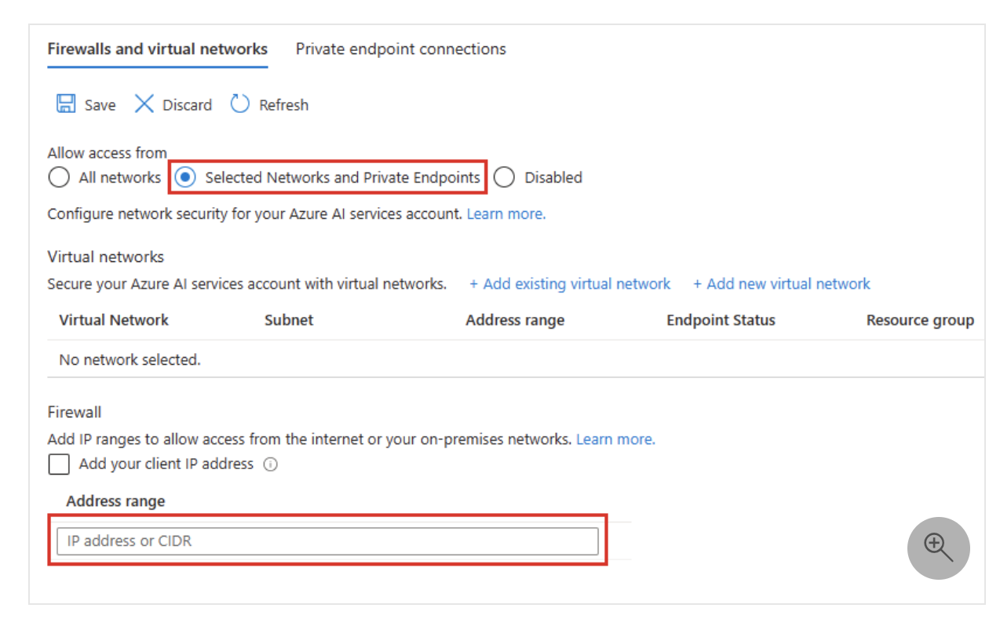 Firewalls and virtual networks Private endpoint connections
Save Discard Refresh
Allow access from
All networks Selected Networks and Private Endpoints Disabled
Configure network security for your Azure AI services account. Learn more.
Virtual networks
Secure your Azure AI services account with virtual networks. + Add existing virtual network + Add new virtual network
Virtual Network Subnet Address range Endpoint Status Resource group
No network selected.
Firewall
Add IP ranges to allow access from the internet or your on-premises networks. Learn more.
Add your client IP address
Address range
IP address or CIDR